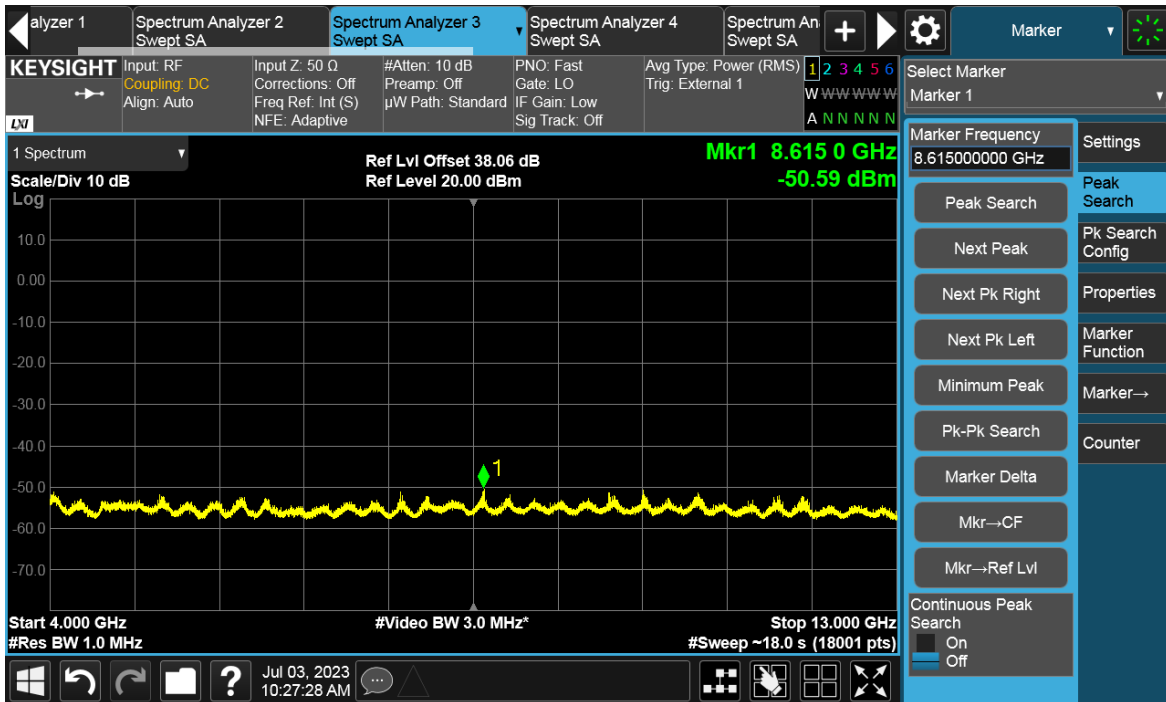 alyzer 1
Spectrum Analyzer 2
Swept SA
Spectrum Analyzer 3
Swept SA
Spectrum Analyzer 4
Swept SA
Spectrum An
Swept SA
Marker
KEYSIGHT
LXI
Input: RF
Coupling: DC
Align: Auto
Input Z: 50 Ω
Corrections: Off
Freq Ref: Int (S)
NFE: Adaptive
#Atten: 10 dB
Preamp: Off
µW Path: Standard
PNO: Fast
Gate: LO
IF Gain: Low
Sig Track: Off
Avg Type: Power (RMS)
Trig: External 1
1 2 3 4 5 6
W W W W W W
A N N N N N
1 Spectrum
Scale/Div 10 dB
Log
Ref Lvl Offset 38.06 dB
Ref Level 20.00 dBm
Mkr1 8.615 0 GHz
-50.59 dBm
10.0
0.00
-10.0
-20.0
-30.0
-40.0
-50.0
-60.0
-70.0
1
Start 4.000 GHz
#Res BW 1.0 MHz
#Video BW 3.0 MHz*
Stop 13.000 GHz
#Sweep ~18.0 s (18001 pts)
Jul 03, 2023
10:27:28 AM
Select Marker
Marker 1
Marker Frequency
8.615000000 GHz
Peak Search
Next Peak
Next Pk Right
Next Pk Left
Minimum Peak
Pk-Pk Search
Marker Delta
Mkr→CF
Mkr→Ref Lvl
Continuous Peak
Search
On
Off
Settings
Peak
Search
Pk Search
Config
Properties
Marker
Function
Marker→
Counter